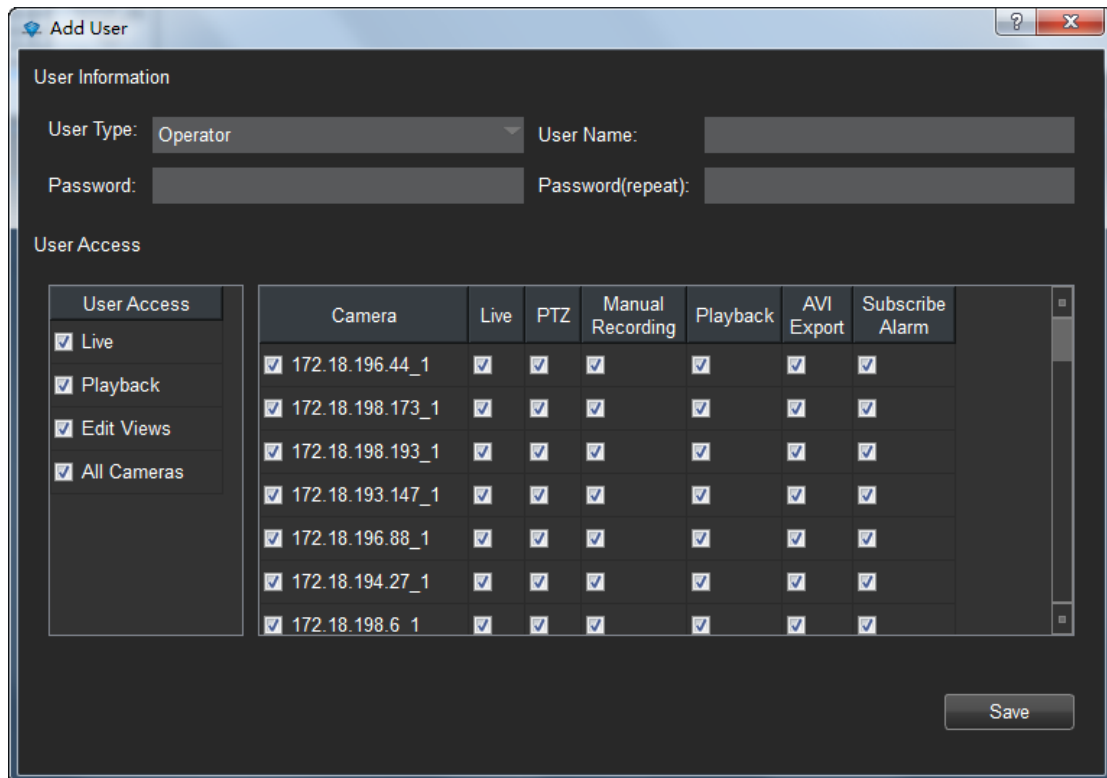 Add User
User Information
User Type: Operator User Name:
Password: Password(repeat):
User Access
User Access
Live
Playback
Edit Views
All Cameras
Camera Live PTZ Manual Recording Playback AVI Export Subscribe Alarm
172.18.196.44_1
172.18.198.173_1
172.18.198.193_1
172.18.193.147_1
172.18.196.88_1
172.18.194.27_1
172.18.198.6_1
Save